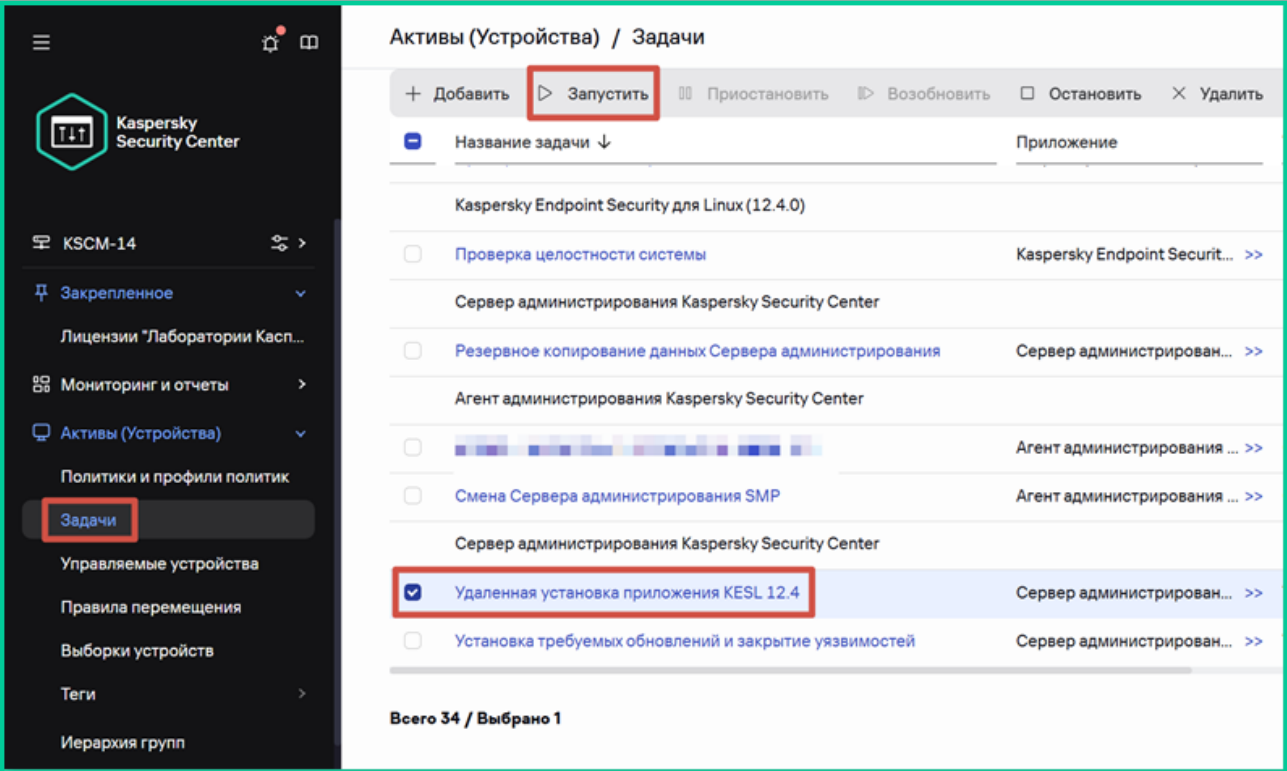 Активы (Устройства) / Задачи
Добавить Запустить Приостановить Возобновить Остановить Удалить
Kaspersky
Security Center
Название задачи Приложение
Kaspersky Endpoint Security для Linux (12.4.0)
KSCM-14
Проверка целостности системы Kaspersky Endpoint Securit... >>
Закрепленное
Сервер администрирования Kaspersky Security Center
Лицензии "Лаборатории Касп...
Резервное копирование данных Сервера администрирования Сервер администрирован... >>
Мониторинг и отчеты
Агент администрирования Kaspersky Security Center
Активы (Устройства)
Агент администрирования ... >>
Политики и профили политик
Смена Сервера администрирования SMP Агент администрирования ... >>
Задачи
Сервер администрирования Kaspersky Security Center
Управляемые устройства
Удаленная установка приложения KESL 12.4 Сервер администрирован... >>
Правила перемещения
Установка требуемых обновлений и закрытие уязвимостей Сервер администрирован... >>
Выборки устройств
Теги
Всего 34 / Выбрано 1
Иерархия групп